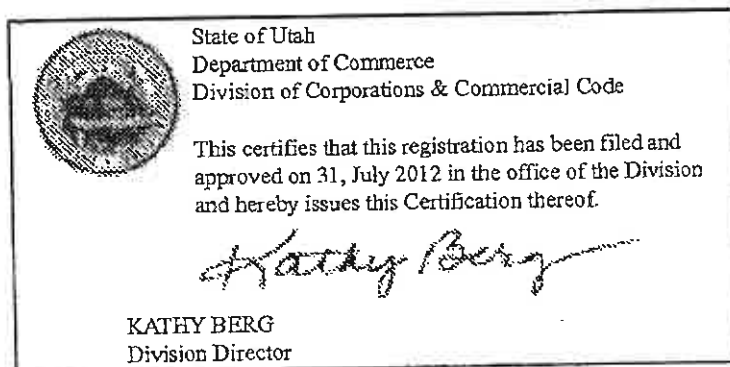 State of Utah
Department of Commerce
Division of Corporations & Commercial Code
This certifies that this registration has been filed and
approved on 31, July 2012 in the office of the Division
and hereby issues this Certification thereof.
Kathy Berg
KATHY BERG
Division Director